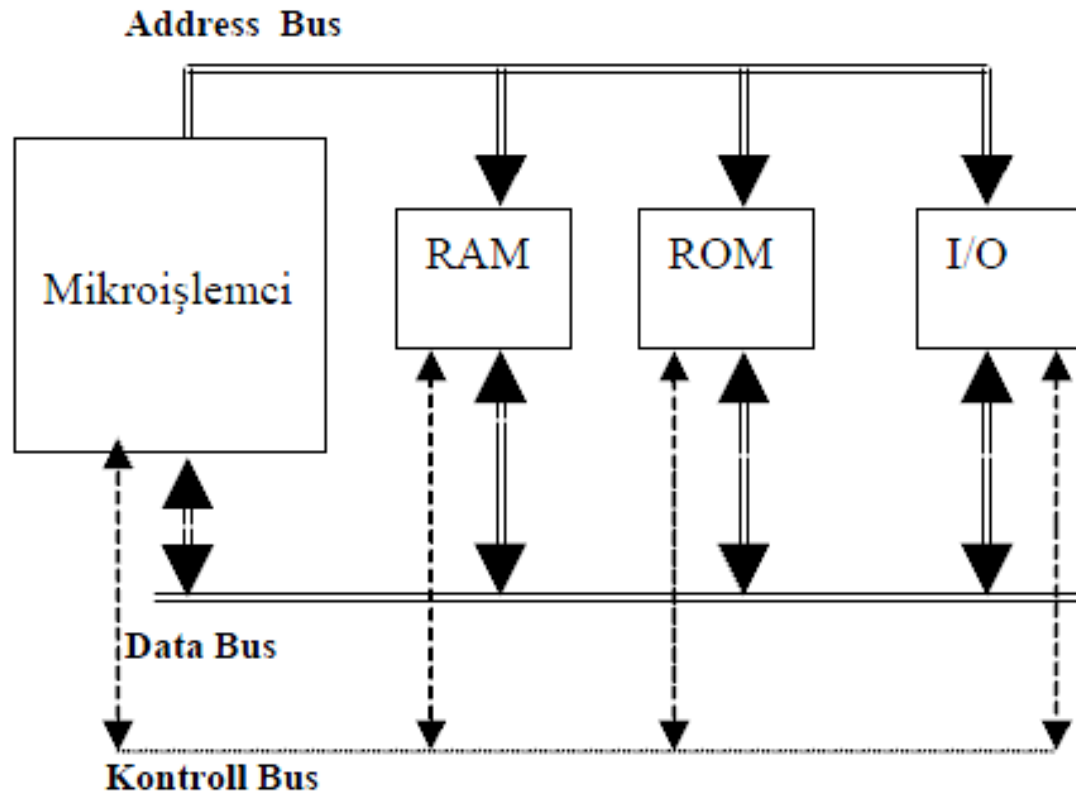 Address Bus
Mikroişlemci
RAM
ROM
I/O
Data Bus
Kontroll Bus